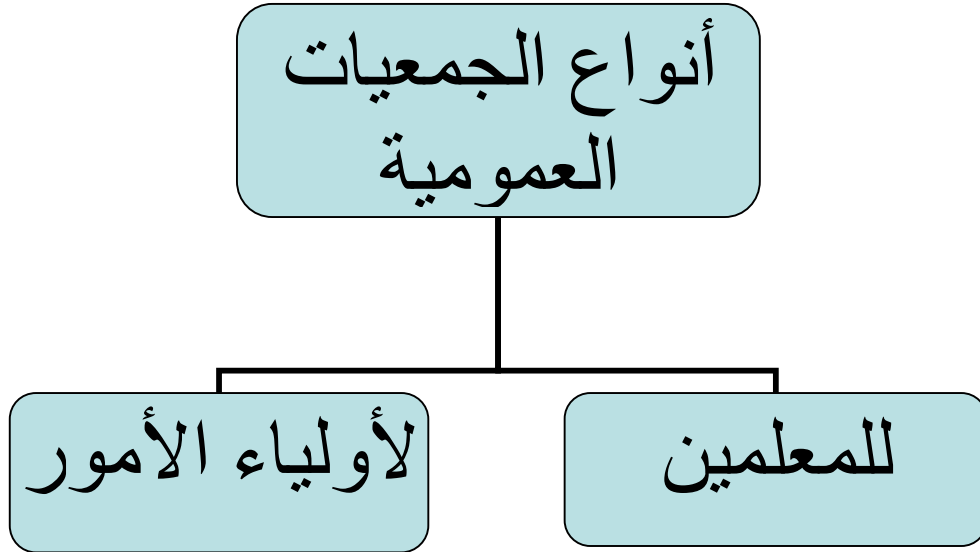 أنواع الجمعيات
العمومية
للمعلمين
لأولياء الأمور